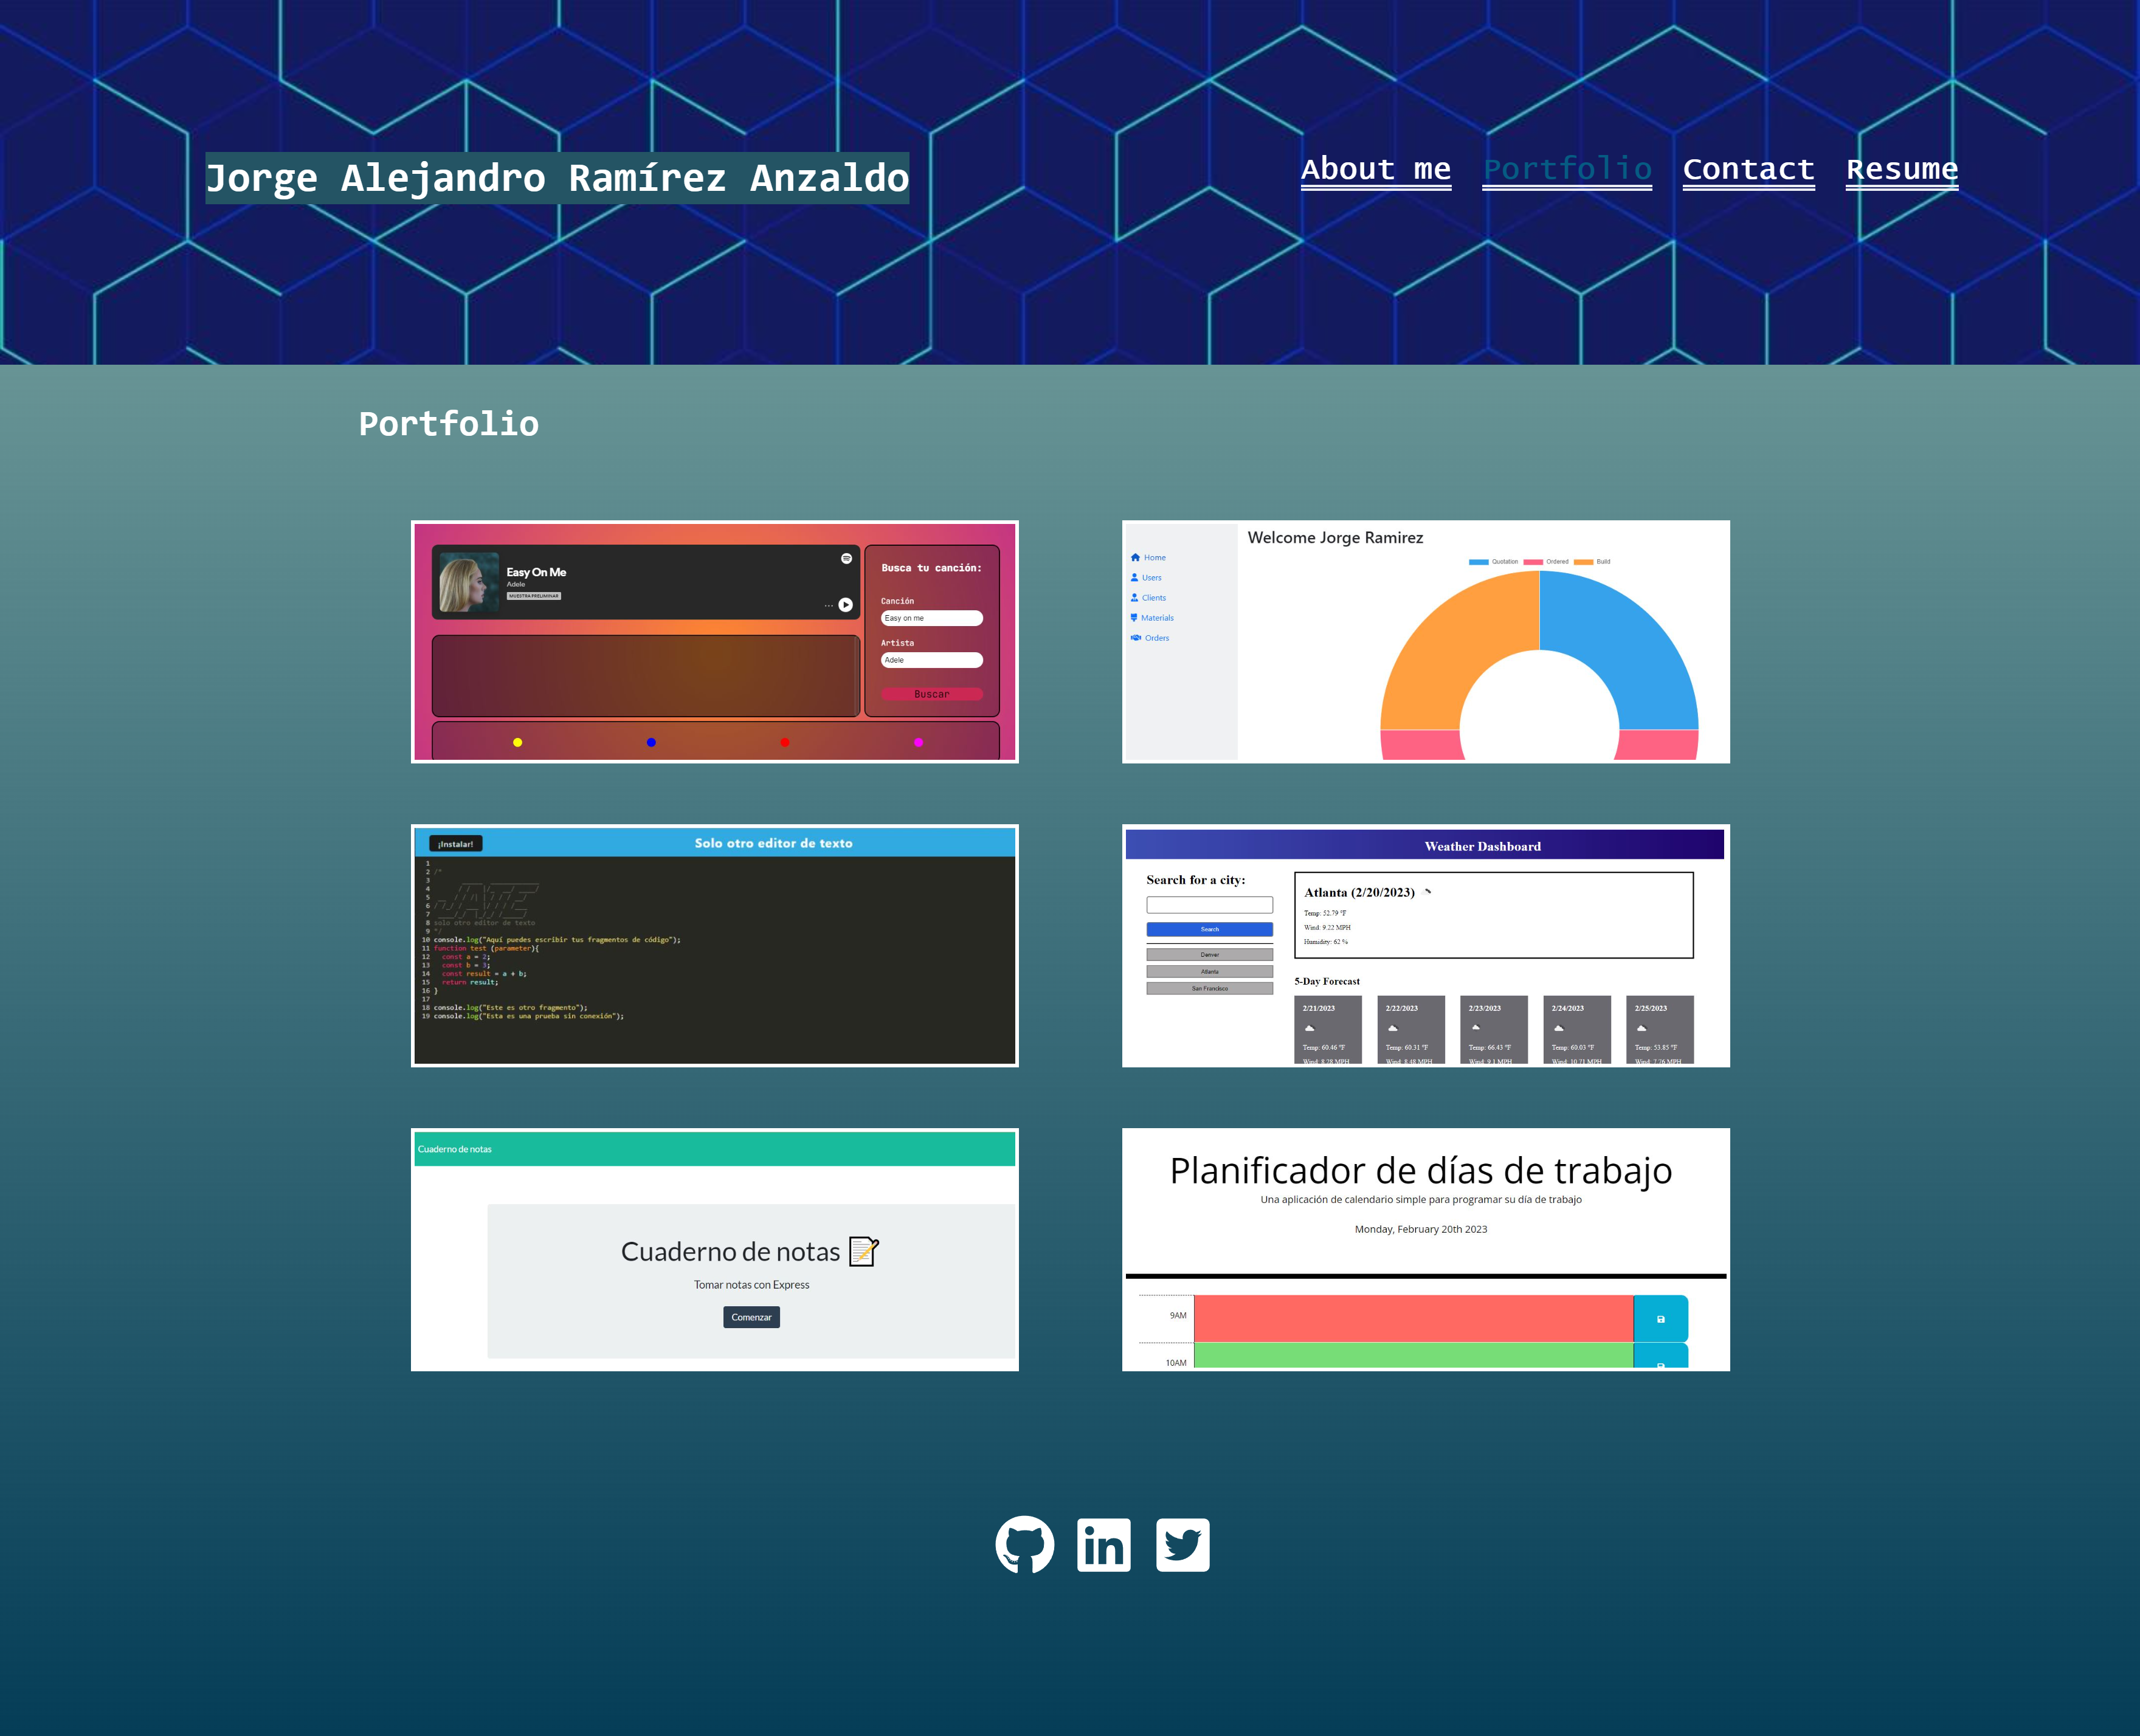 Jorge Alejandro Ramírez Anzaldo
About me Portfolio Contact Resume
Portfolio
Easy On Me
Adele
MUESTRA PRELIMINAR
Busca tu canción:
Canción
Easy on me
Artista
Adele
Buscar
Welcome Jorge Ramirez
Home
Users
Clients
Materials
Orders
Quotation Ordered Build
¡Instalar!
Solo otro editor de texto
1
2 /*
3
4
5
6
7
8 solo otro editor de texto
9 */
10 console.log("Aquí puedes escribir tus fragmentos de código");
11 function test (parameter){
12 const a = 2;
13 const b = 3;
14 const result = a + b;
15 return result;
16 }
17
18 console.log("Este es otro fragmento");
19 console.log("Esta es una prueba sin conexión");
Weather Dashboard
Search for a city:
Search
Denver
Atlanta
San Francisco
Atlanta (2/20/2023)
Temp: 52.79 °F
Wind: 9.22 MPH
Humidity: 62 %
5-Day Forecast
2/21/2023 2/22/2023 2/23/2023 2/24/2023 2/25/2023
Temp: 60.46 °F Temp: 60.31 °F Temp: 66.43 °F Temp: 60.03 °F Temp: 53.85 °F
Wind: 8.28 MPH Wind: 8.48 MPH Wind: 9.1 MPH Wind: 10.71 MPH Wind: 7.76 MPH
Cuaderno de notas
Cuaderno de notas
Tomar notas con Express
Comenzar
Planificador de días de trabajo
Una aplicación de calendario simple para programar su día de trabajo
Monday, February 20th 2023
9AM
10AM
in